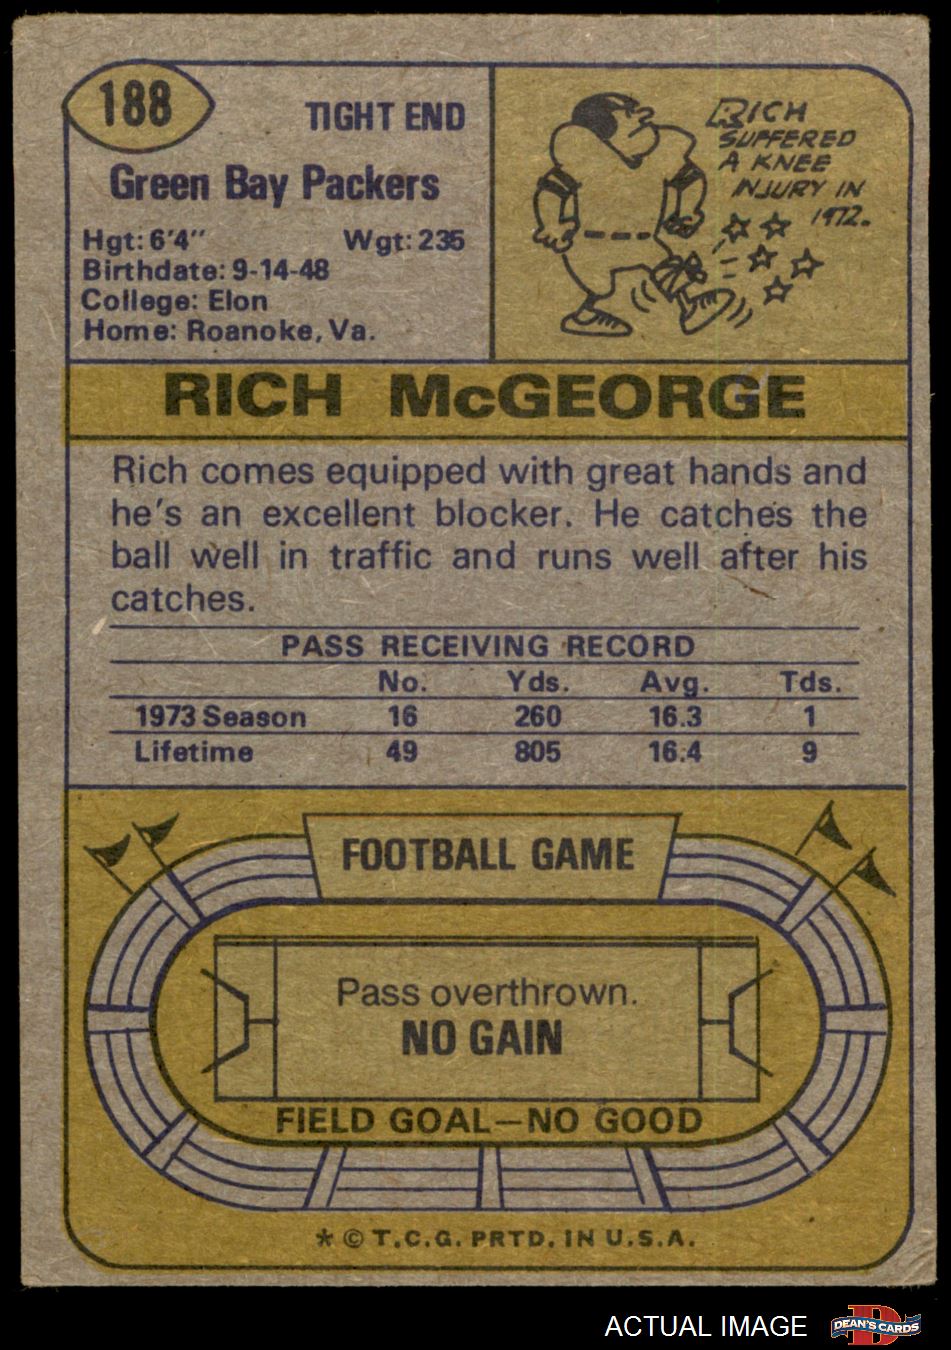 188
TIGHT END
Green Bay Packers
Hgt: 6'4" Wgt: 235
Birthdate: 9-14-48
College: Elon
Home: Roanoke, Va.
RICH
SUFFERED
A KNEE
INJURY IN
1972.
RICH McGEORGE
Rich comes equipped with great hands and
he's an excellent blocker. He catches the
ball well in traffic and runs well after his
catches.
PASS RECEIVING RECORD
No. Yds. Avg. Tds.
1973 Season 16 260 16.3 1
Lifetime 49 805 16.4 9
FOOTBALL GAME
Pass overthrown.
NO GAIN
FIELD GOAL—NO GOOD
* © T.C.G. PRTD. IN U.S.A.
ACTUAL IMAGE
D
DEAN'S CARDS